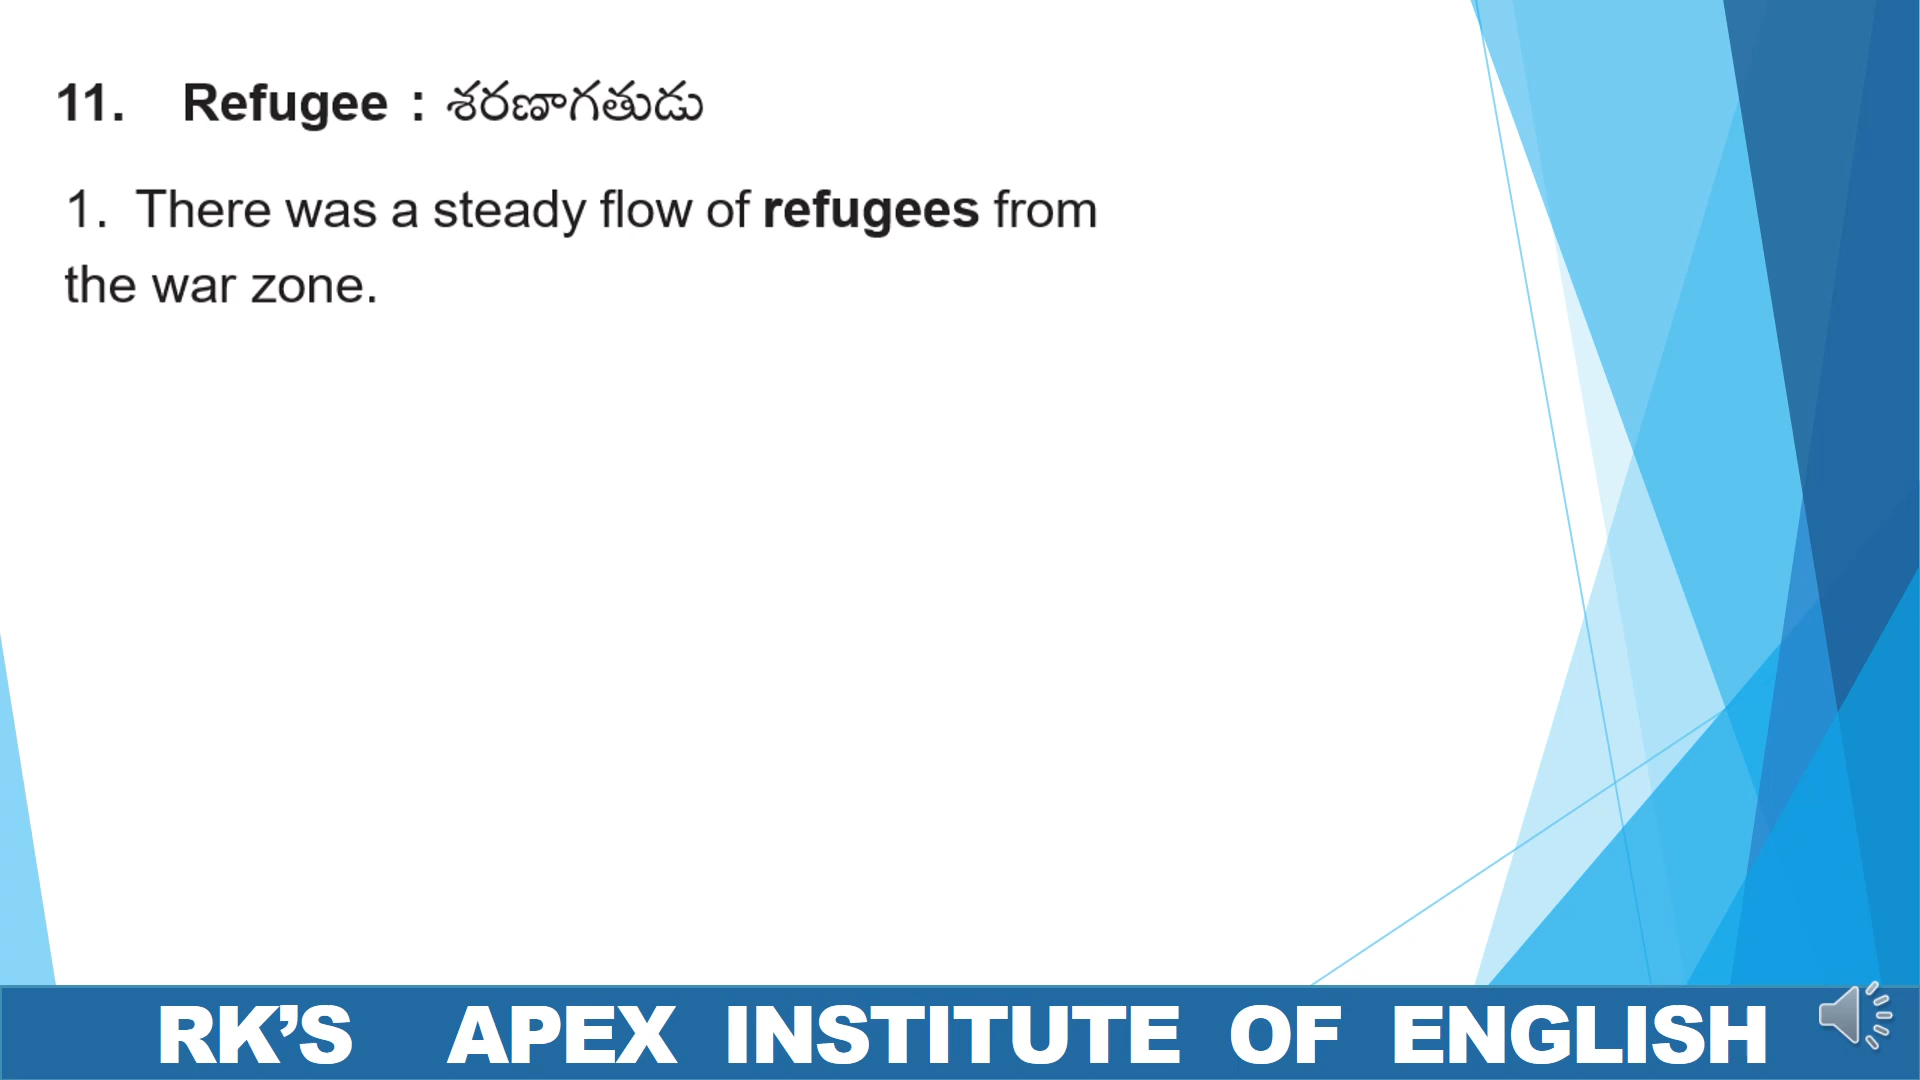 11. Refugee : శరణాగతుడు
1. There was a steady flow of refugees from
the war zone.
RK’S APEX INSTITUTE OF ENGLISH